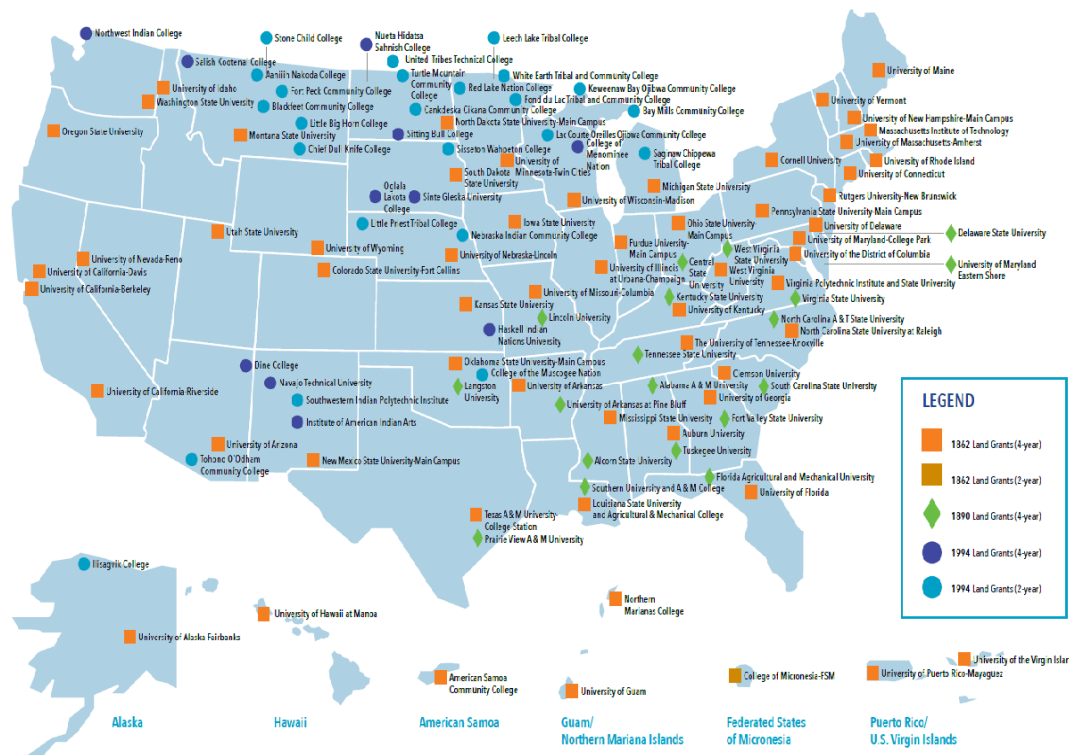 Northwest Indian College
Stone Child College
Nueta Hidatsa
Sahnish College
Leech Lake Tribal College
Salish Kootenai College
United Tribes Technical College
University of Maine
Aaniiih Nakoda College
Turtle Mountain
Community
College
White Earth Tribal and Community College
University of Idaho
Fort Peck Community College
Red Lake Nation College
Keweenaw Bay Ojibwa Community College
Washington State University
Blackfeet Community College
Fond du Lac Tribal and Community College
Cankdeska Cikana Community College
Bay Mills Community College
University of Vermont
Little Big Horn College
North Dakota State University-Main Campus
University of New Hampshire-Main Campus
Oregon State University
Montana State University
Sitting Bull College
Lac Courte Oreilles Ojibwa Community College
Massachusetts Institute of Technology
Chief Dull Knife College
Sisseton Wahpeton College
College of
Menominee
Nation
University of Massachusetts-Amherst
Saginaw Chippewa
Tribal College
University of
Minnesota-Twin Cities
Cornell University
University of Rhode Island
South Dakota
State University
University of Connecticut
Oglala
Lakota
College
Sinte Gleska University
Michigan State University
Rutgers University-New Brunswick
University of Wisconsin-Madison
Pennsylvania State University-Main Campus
Little Priest Tribal College
Iowa State University
Ohio State University
Main Campus
University of Delaware
Utah State University
Nebraska Indian Community College
Delaware State University
University of Wyoming
Purdue University-
Main Campus
West Virginia
State University
University of Maryland-College Park
University of Nevada-Reno
University of Nebraska-Lincoln
University of the District of Columbia
Central
State
University
University of Maryland
Eastern Shore
University of California-Davis
Colorado State University-Fort Collins
University of Illinois
at Urbana-Champaign
West Virginia
University
Virginia Polytechnic Institute and State University
University of California-Berkeley
University of Missouri-Columbia
Kentucky State University
Virginia State University
Kansas State University
University of Kentucky
Lincoln University
North Carolina A & T State University
Haskell Indian
Nations University
North Carolina State University at Raleigh
The University of Tennessee-Knoxville
Tennessee State University
Dine College
Oklahoma State University-Main Campus
College of the Muscogee Nation
Clemson University
Navajo Technical University
Langston
University
University of Arkansas
Alabama A & M University
South Carolina State University
University of California-Riverside
University of Georgia
Southwestern Indian Polytechnic Institute
University of Arkansas at Pine Bluff
Institute of American Indian Arts
Mississippi State University
Fort Valley State University
Auburn University
University of Arizona
Tuskegee University
Tohono O'Odham
Community College
New Mexico State University-Main Campus
Alcorn State University
Florida Agricultural and Mechanical University
Southern University and A & M College
University of Florida
Louisiana State University
and Agricultural & Mechanical College
Texas A & M University-
College Station
Prairie View A & M University
LEGEND
1862 Land Grants (4-year)
1862 Land Grants (2-year)
1890 Land Grants (4-year)
1994 Land Grants (4-year)
1994 Land Grants (2-year)
Ilisagvik College
University of Hawaii at Manoa
Northern
Marianas College
University of Alaska Fairbanks
American Samoa
Community College
University of Guam
College of Micronesia-FSM
University of Puerto Rico-Mayaguez
University of the Virgin Islan
Alaska
Hawaii
American Samoa
Guam/
Northern Mariana Islands
Federated States
of Micronesia
Puerto Rico/
U.S. Virgin Islands